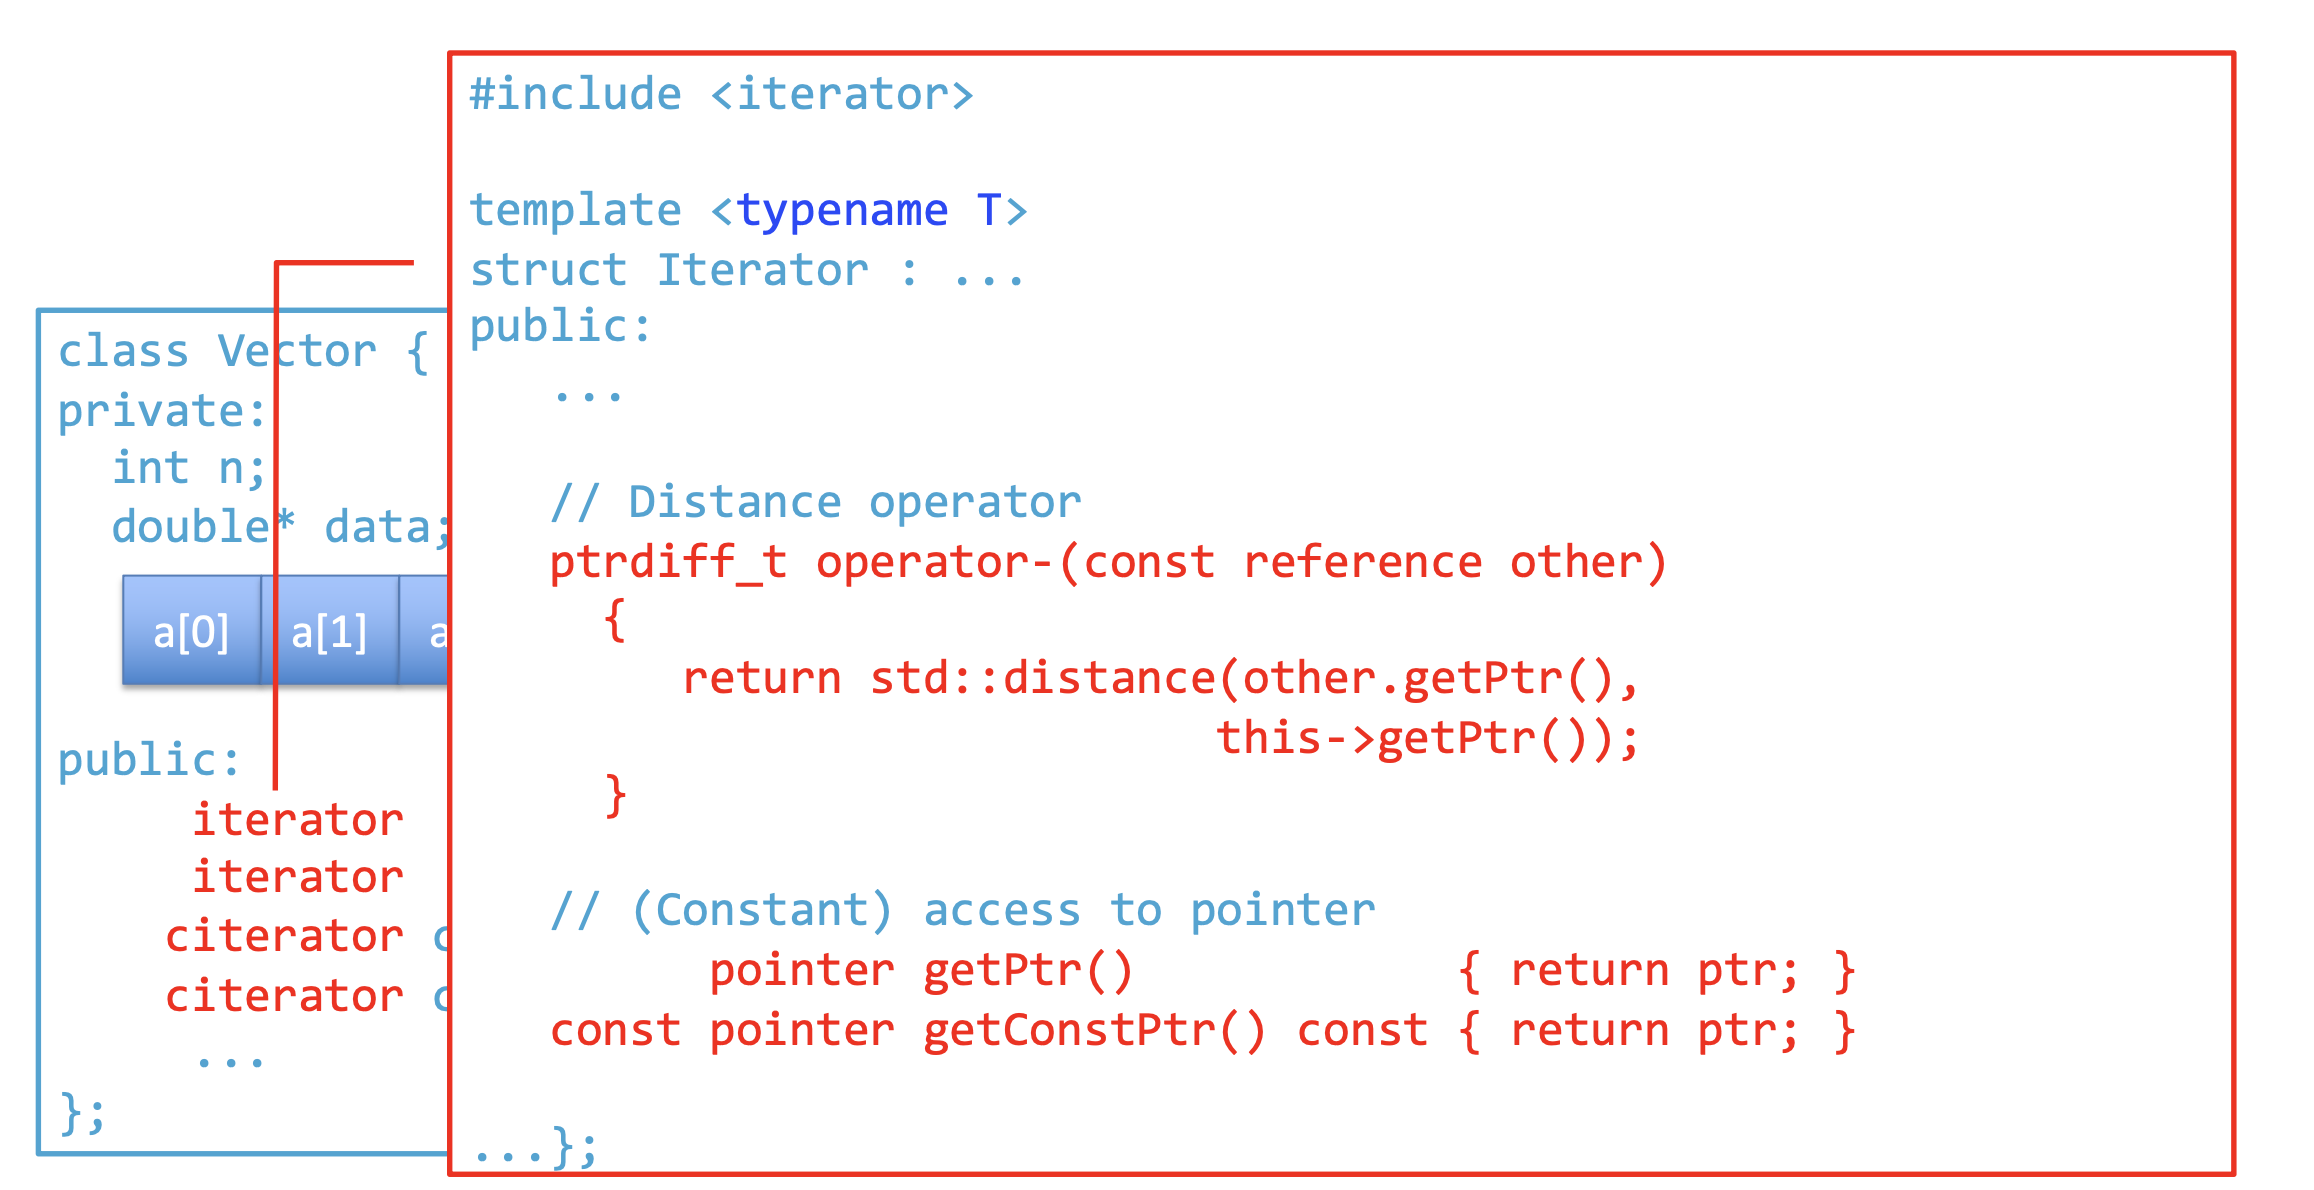 #include <iterator>
template <typename T>
struct Iterator : ...
public:
...
// Distance operator
ptrdiff_t operator-(const reference other)
{
return std::distance(other.getPtr(),
this->getPtr());
}
// (Constant) access to pointer
pointer getPtr() { return ptr; }
const pointer getConstPtr() const { return ptr; }
...};
class Vector {
private:
int n;
double* data;
a[0] a[1] a
public:
iterator
iterator
citerator c
citerator c
...
};